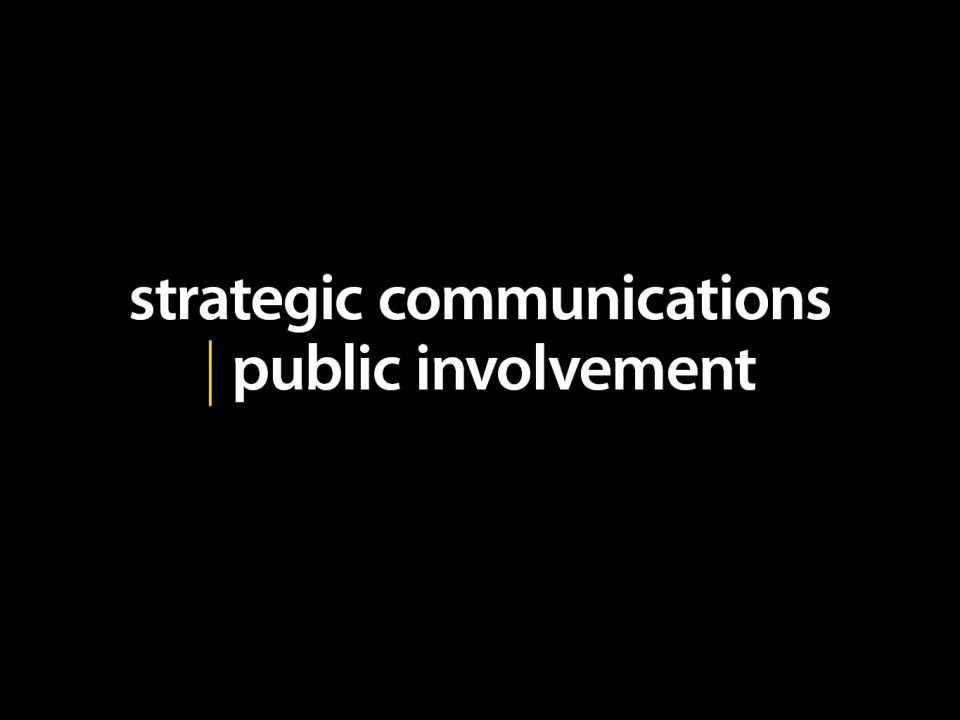 strategic communications
| public involvement